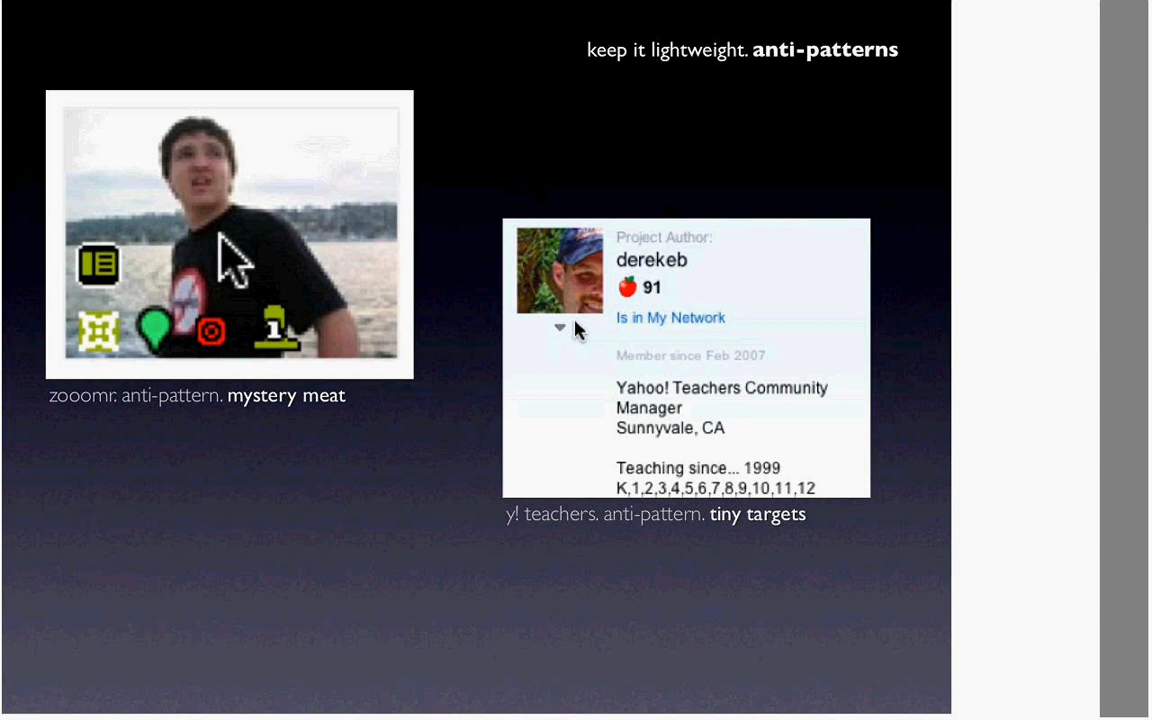 keep it lightweight. anti-patterns
1
zooomr. anti-pattern. mystery meat
Project Author:
derekeb
91
Is in My Network
Member since Feb 2007
Yahoo! Teachers Community
Manager
Sunnyvale, CA
Teaching since... 1999
K,1,2,3,4,5,6,7,8,9,10,11,12
y! teachers. anti-pattern. tiny targets